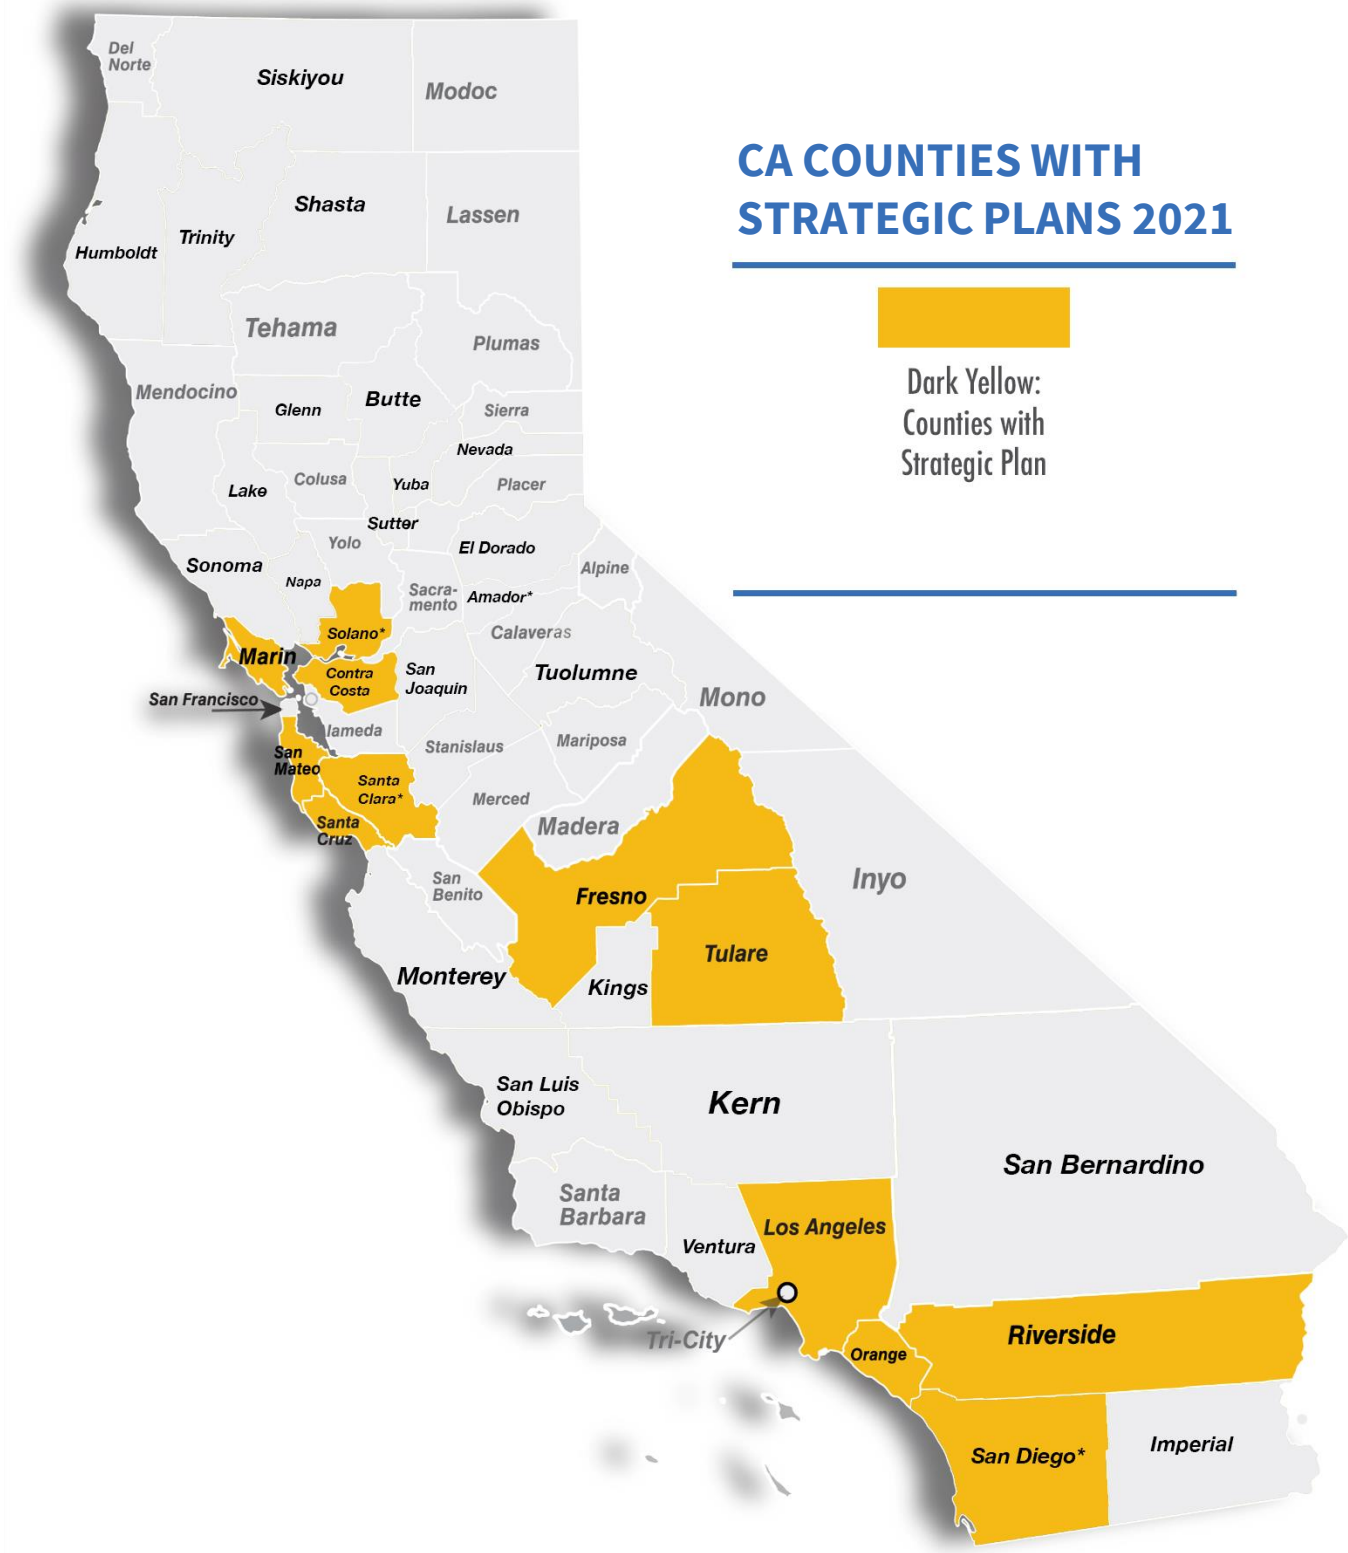 CA COUNTIES WITH
STRATEGIC PLANS 2021
Dark Yellow:
Counties with
Strategic Plan
Del
Norte
Siskiyou
Modoc
Humboldt
Trinity
Shasta
Lassen
Tehama
Plumas
Mendocino
Glenn
Butte
Sierra
Nevada
Lake
Colusa
Yuba
Placer
Sutter
Yolo
El Dorado
Sonoma
Napa
Sacra-
mento
Amador*
Alpine
Solano*
Calaveras
Marin
Contra
Costa
San
Joaquin
Tuolumne
Mono
San Francisco
lameda
Stanislaus
Mariposa
San
Mateo
Santa
Clara*
Merced
Santa
Cruz
Madera
San
Benito
Fresno
Inyo
Tulare
Monterey
Kings
San Luis
Obispo
Kern
San Bernardino
Santa
Barbara
Ventura
Los Angeles
Tri-City
Orange
Riverside
San Diego*
Imperial